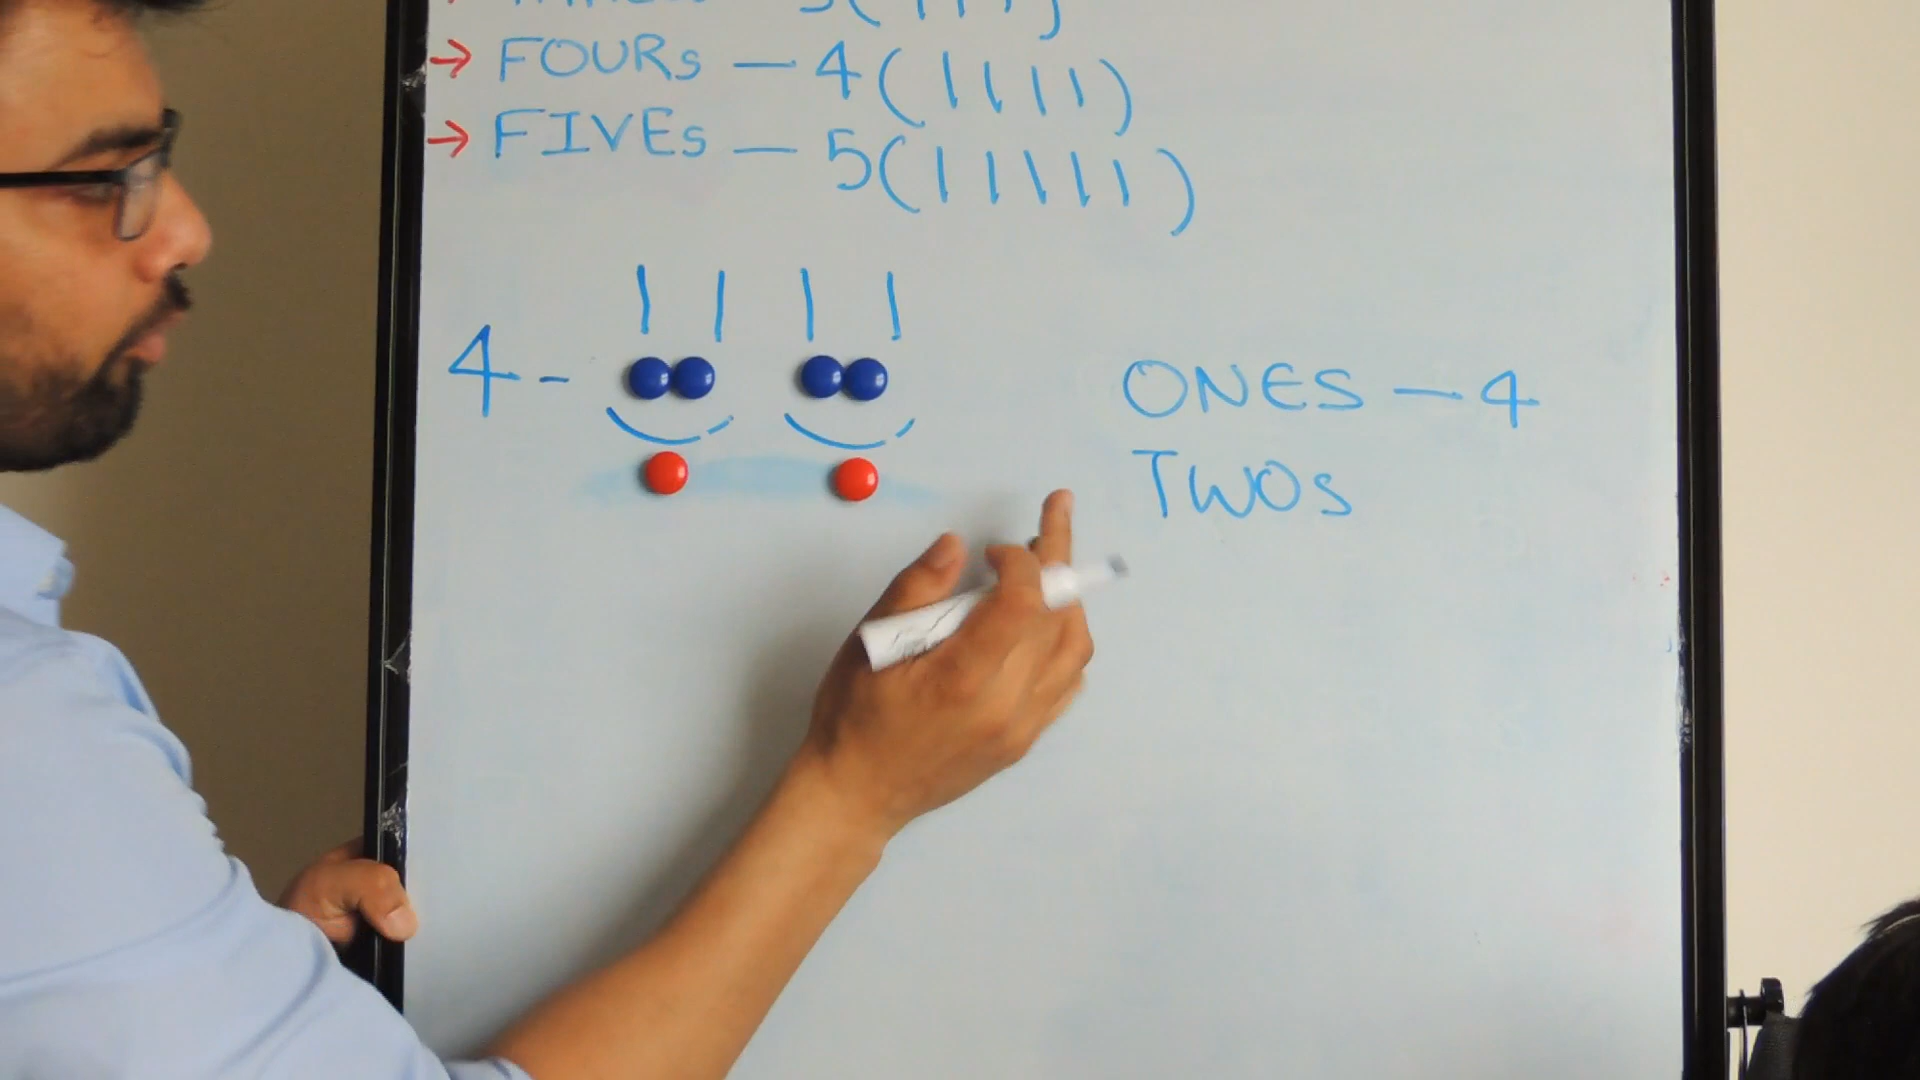 → FOURs — 4 ( | | | | )
→ FIVEs — 5 ( | | | | | )
| | | |
4 -
ONES — 4
TWOs